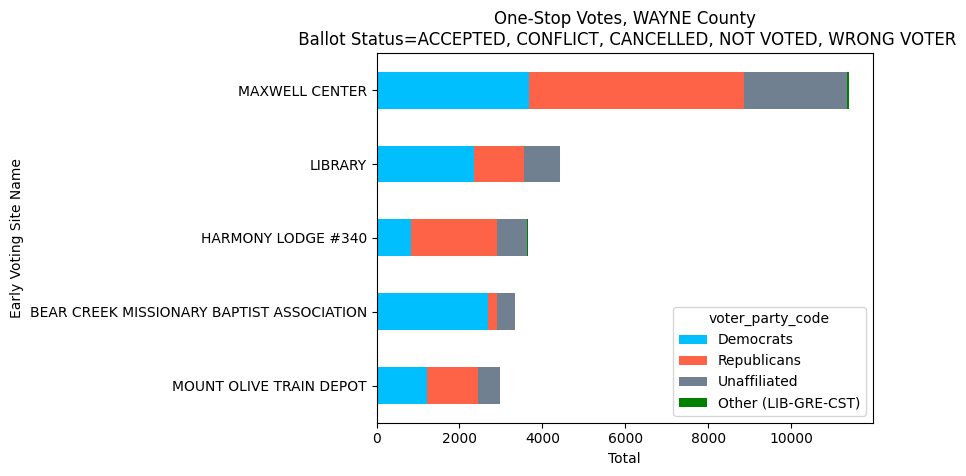 One-Stop Votes, WAYNE County
Ballot Status=ACCEPTED, CONFLICT, CANCELLED, NOT VOTED, WRONG VOTER
Early Voting Site Name
MAXWELL CENTER
LIBRARY
HARMONY LODGE #340
BEAR CREEK MISSIONARY BAPTIST ASSOCIATION
MOUNT OLIVE TRAIN DEPOT
voter_party_code
Democrats
Republicans
Unaffiliated
Other (LIB-GRE-CST)
0 2000 4000 6000 8000 10000
Total